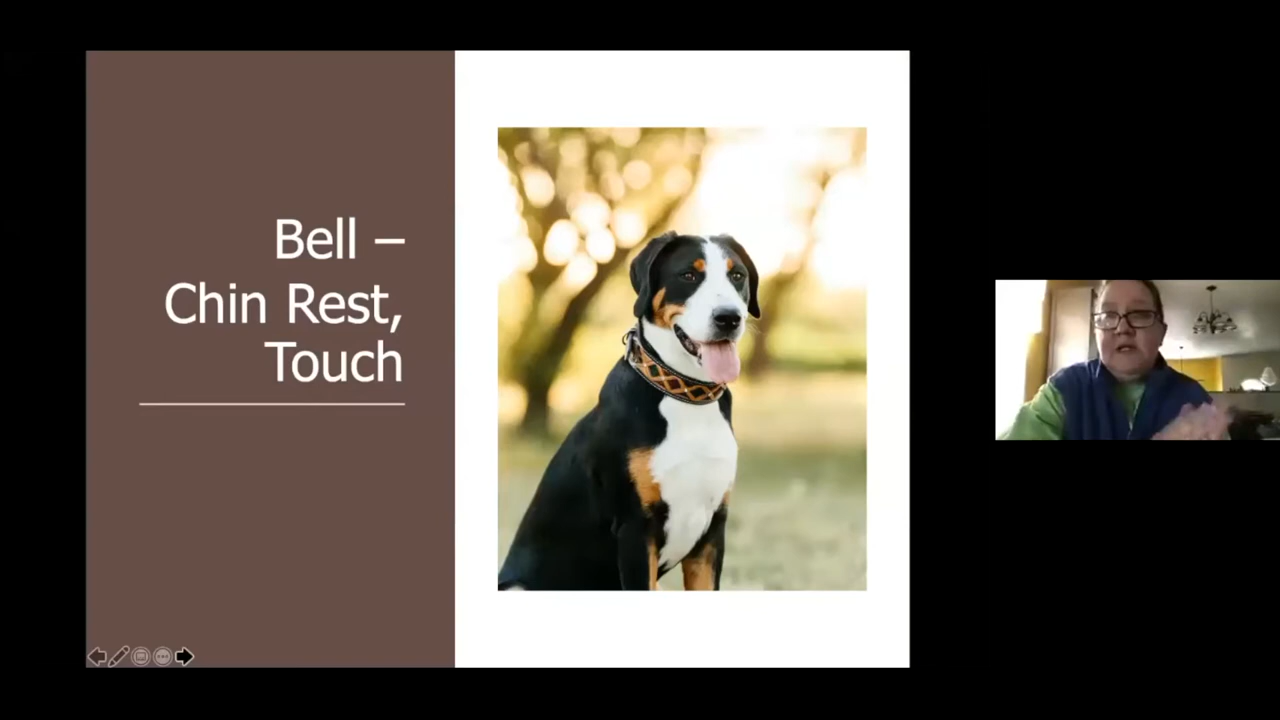 Bell –
Chin Rest,
Touch